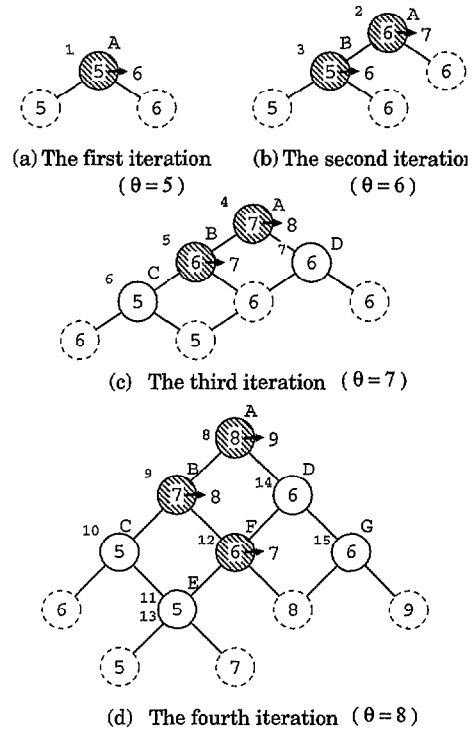 1 A
5 6
5 6
(a) The first iteration
(θ=5)
2 A
6 7
3 B
5 6
6
5 6
(b) The second iteration
(θ=6)
4 A
7 8
5 B
6 7
7 D
6
6 C
5
6
6
6
5
(c) The third iteration (θ=7)
8 A
8 9
9 B
7 8
14 D
6
10 C
5
12 F
6 7
15 G
6
6
11
13
E
5
8
9
5
7
(d) The fourth iteration (θ=8)